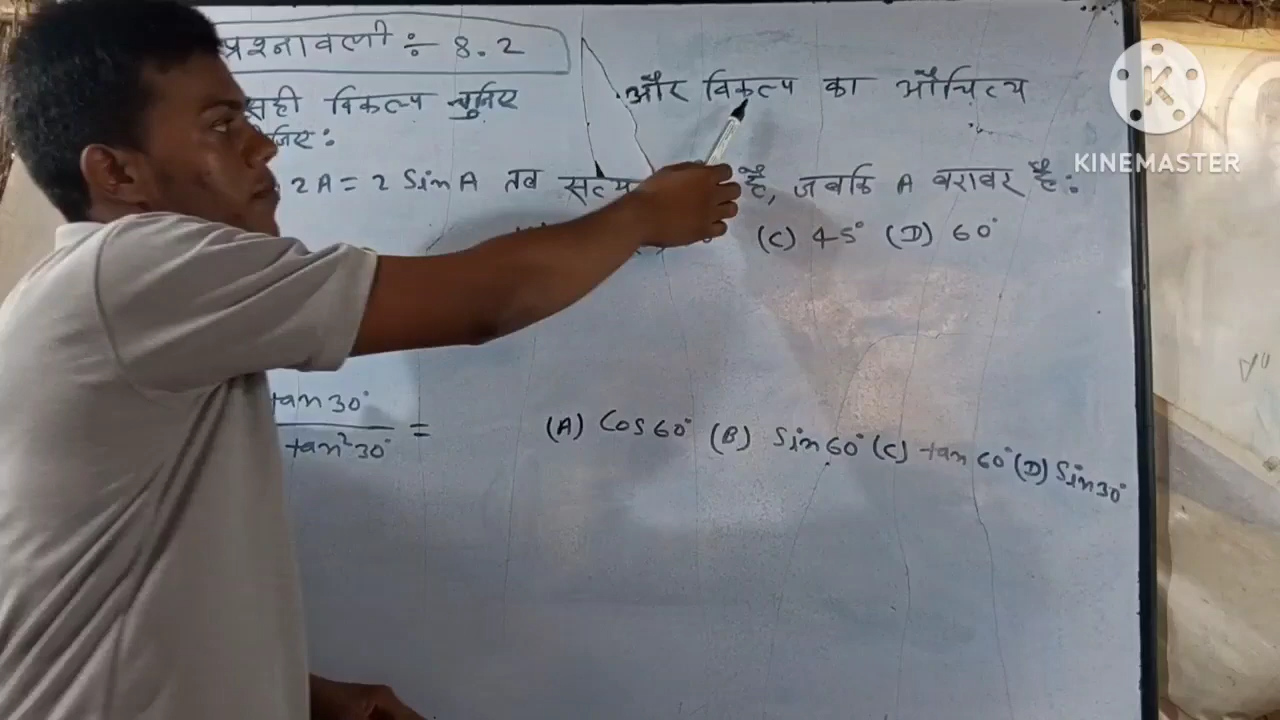 प्रश्नावली ÷ 8.2
सही विकल्प चुनिए और विकल्प का औचित्य
KINEMASTER
2A = 2 Sin A तब सत्य है, जबकि A बराबर है:
(C) 45° (D) 60°
tan 30°
tan² 30° =
(A) Cos 60° (B) Sin 60° (C) tan 60° (D) Sin 30°